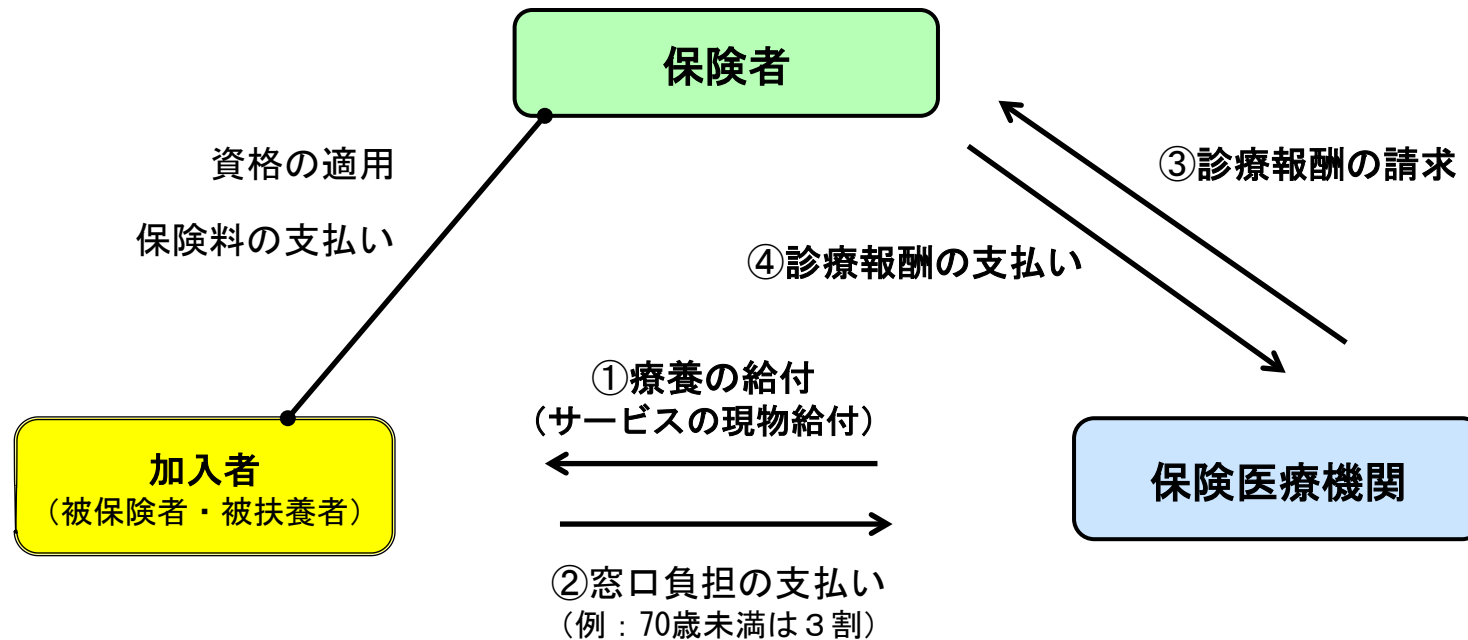 保険者
資格の適用
保険料の支払い
③診療報酬の請求
④診療報酬の支払い
①療養の給付
（サービスの現物給付）
加入者
（被保険者・被扶養者）
保険医療機関
②窓口負担の支払い
（例：70歳未満は３割）